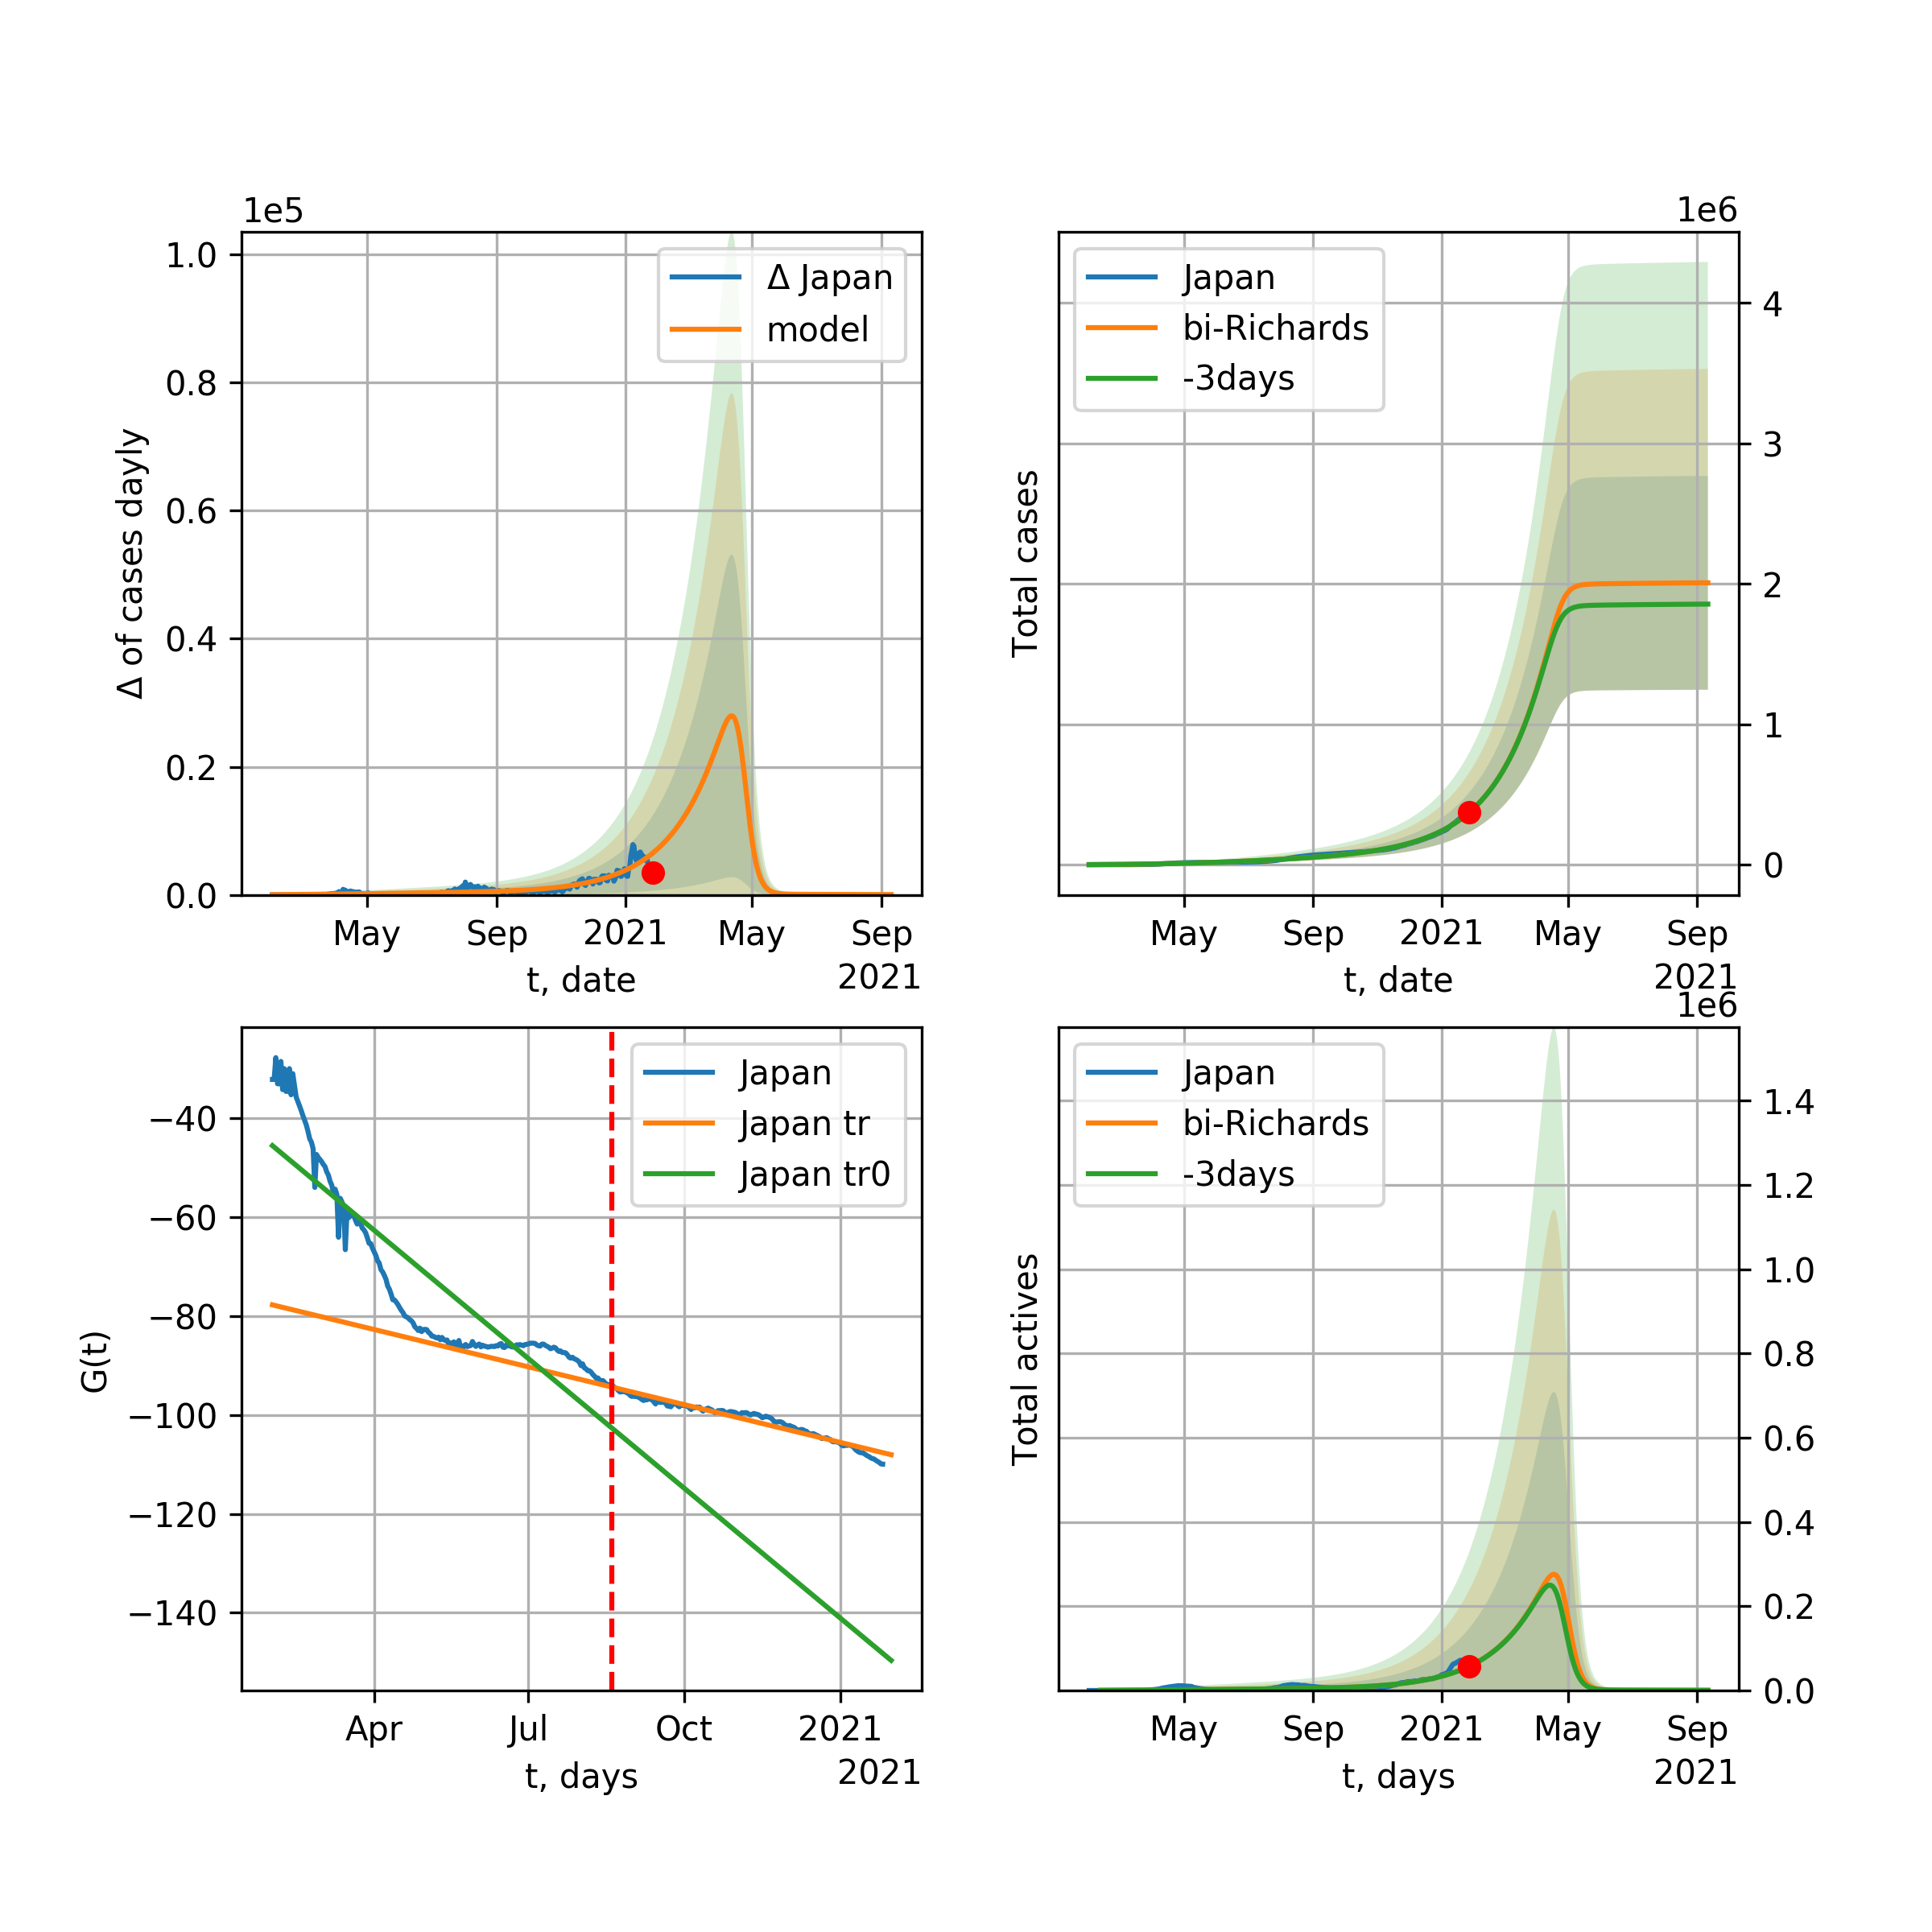 1e5
1.0
0.8
0.6
0.4
0.2
0.0
Δ of cases dayly
Δ Japan
model
May
Sep
2021
May
Sep
t, date
2021
1e6
Japan
bi-Richards
-3days
Total cases
4
3
2
1
0
May
Sep
2021
May
Sep
t, date
2021
−40
−60
−80
−100
−120
−140
G(t)
Japan
Japan tr
Japan tr0
Apr
Jul
Oct
2021
t, days
2021
1e6
Japan
bi-Richards
-3days
Total actives
1.4
1.2
1.0
0.8
0.6
0.4
0.2
0.0
May
Sep
2021
May
Sep
t, days
2021